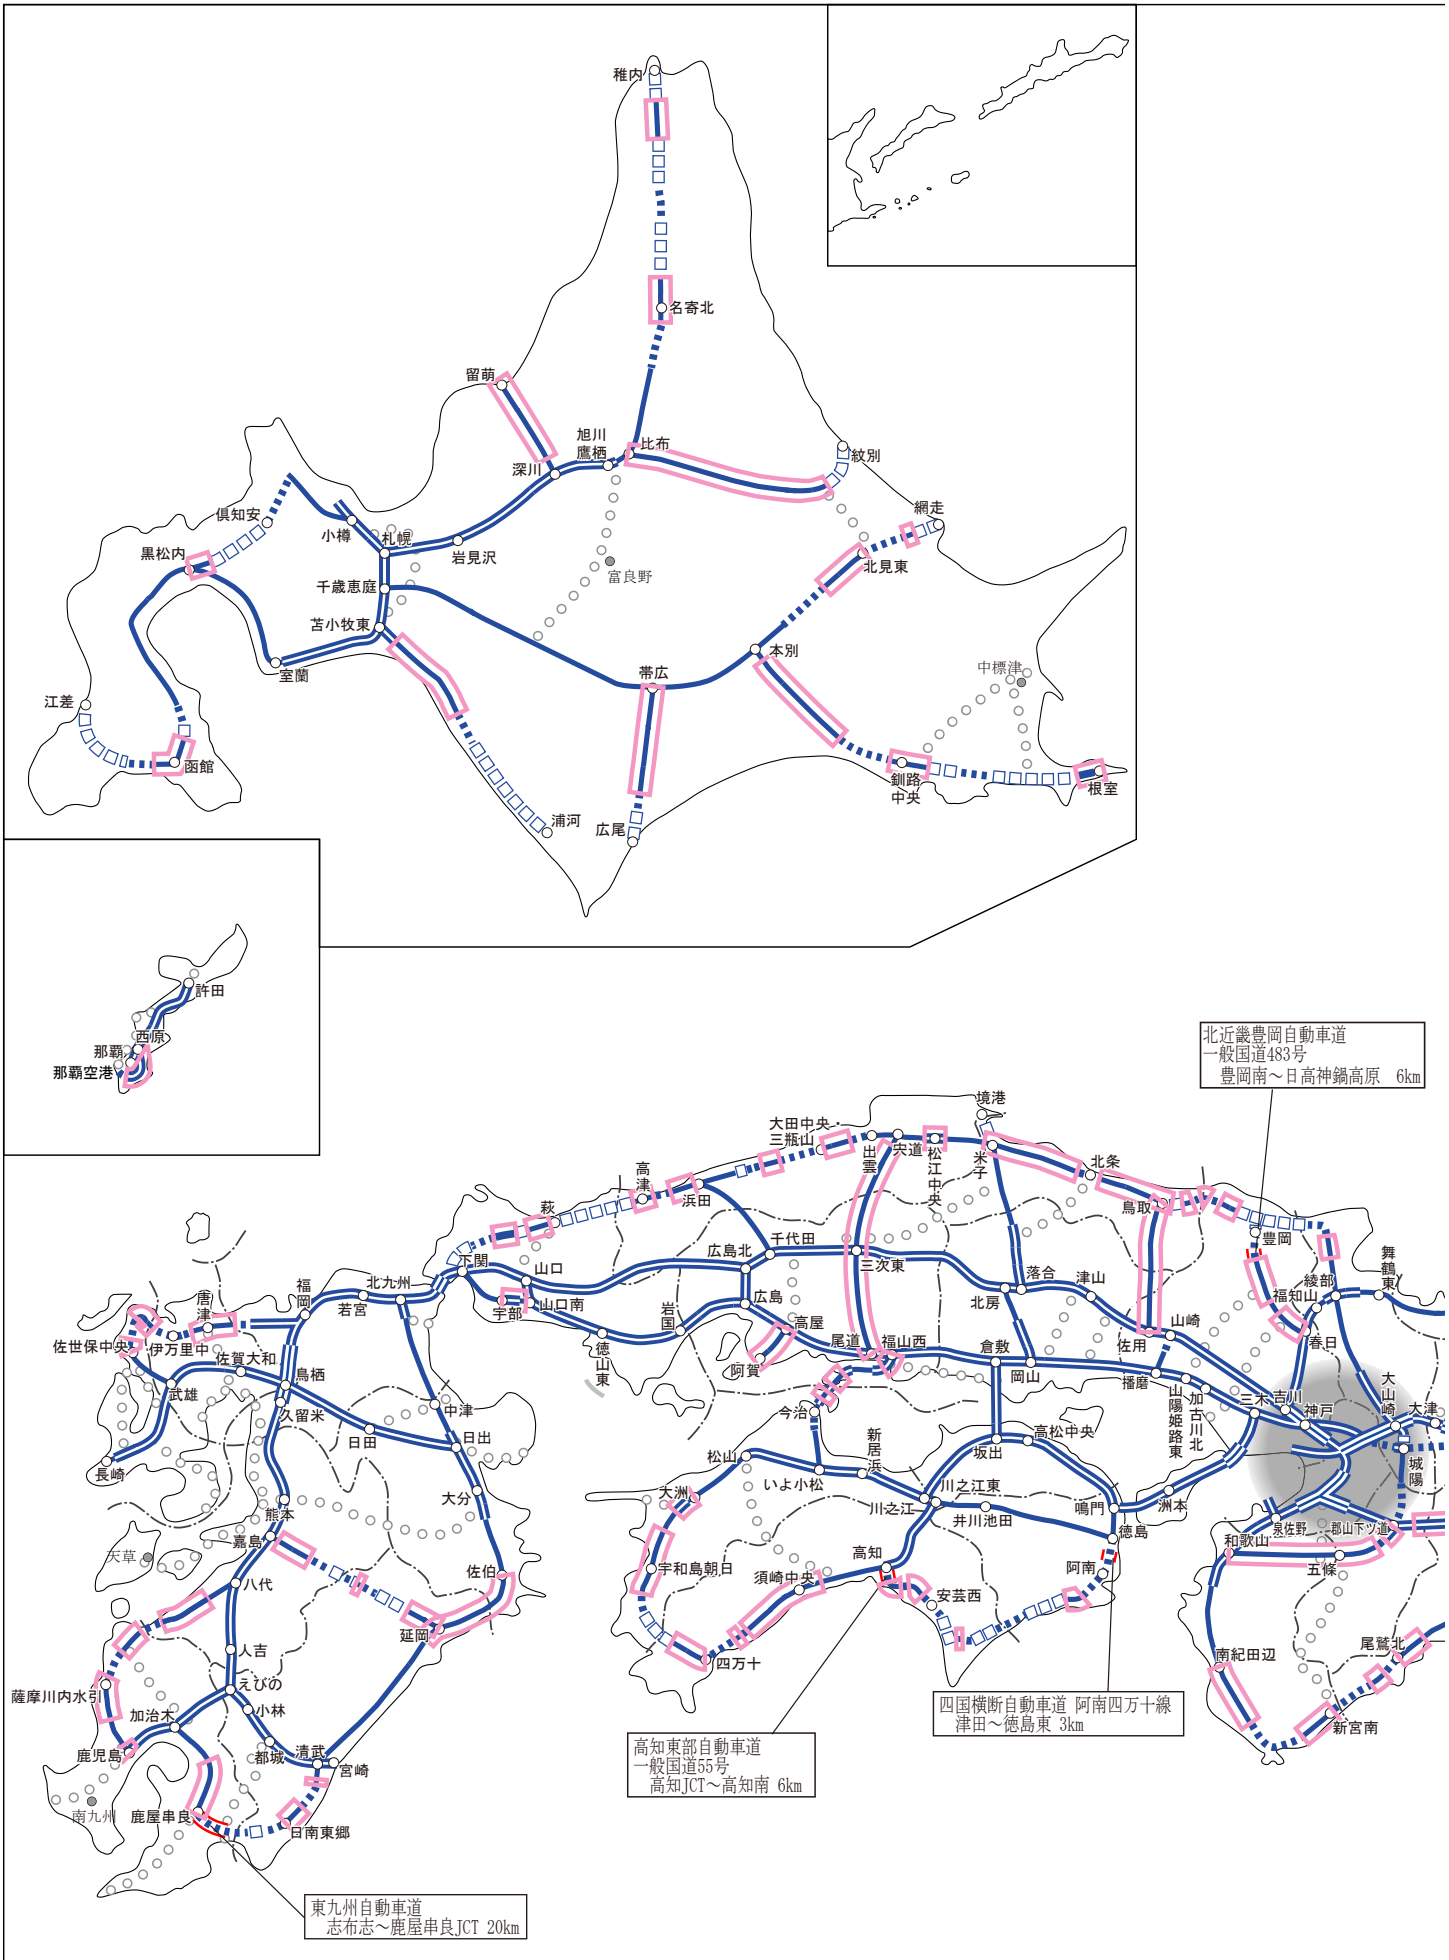 稚内
名寄北
留萌
旭川
鷹栖
比布
深川
紋別
網走
倶知安
小樽
札幌
岩見沢
黒松内
北見東
富良野
千歳恵庭
苫小牧東
本別
室蘭
帯広
中標津
江差
函館
釧路
中央
根室
浦河
広尾
許田
西原
那覇
那覇空港
北近畿豊岡自動車道
一般国道483号
豊岡南～日高神鍋高原 6km
境港
大田中央・
三瓶山
出雲
宍道
松江中央
米子
北条
高津
浜田
鳥取
萩
豊岡
舞鶴東
千代田
広島北
三次東
下関
山口
落合
津山
綾部
福知山
北九州
福岡
若宮
唐津
宇部
山口南
岩国
広島
高屋
北房
山崎
佐世保中央
伊万里中
佐賀大和
鳥栖
徳山東
尾道
福山西
倉敷
佐用
春日
阿賀
岡山
播磨
山陽姫路東
加古川北
三木
吉川
神戸
大山崎
大津
武雄
久留米
中津
今治
日田
日出
新居浜
坂出
高松中央
城陽
松山
長崎
いよ小松
大洲
川之江東
川之江
井川池田
鳴門
洲本
大分
熊本
嘉島
徳島
泉佐野
郡山下ツ道
和歌山
五條
天草
宇和島朝日
須崎中央
高知
阿南
八代
佐伯
安芸西
延岡
人吉
四万十
南紀田辺
尾鷲北
薩摩川内水引
えびの
小林
四国横断自動車道 阿南四万十線
津田～徳島東 3km
新宮南
加治木
鹿児島
都城
清武
宮崎
高知東部自動車道
一般国道55号
高知JCT～高知南 6km
南九州
鹿屋串良
日南東郷
東九州自動車道
志布志～鹿屋串良JCT 20km